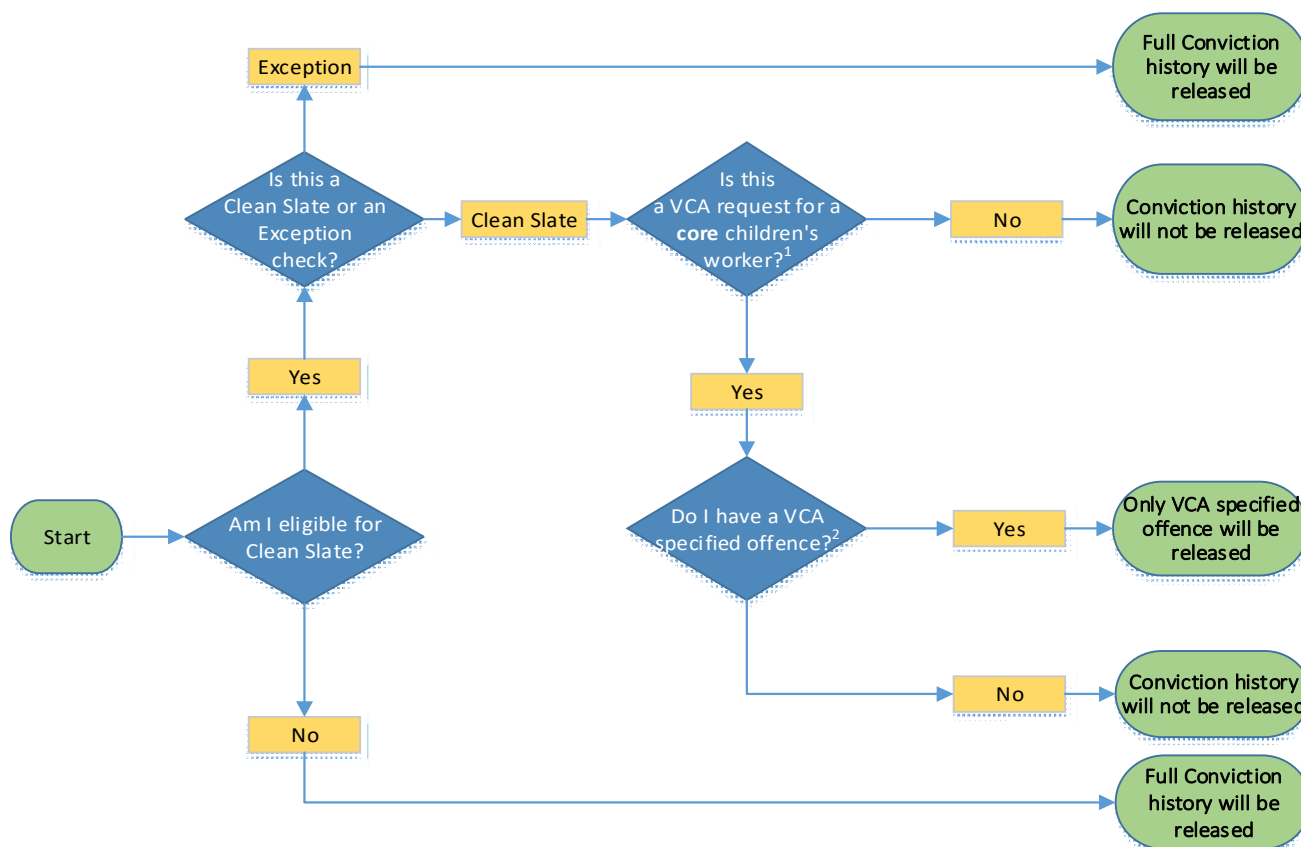 Exception
Full Conviction
history will be
released
Is this a
Clean Slate or an
Exception
check?
Clean Slate
Is this
a VCA request for a
core children's
worker?1
No
Conviction history
will not be released
Yes
Yes
Start
Am I eligible for
Clean Slate?
Do I have a VCA
specified offence?2
Yes
Only VCA specified
offence will be
released
No
Conviction history
will not be released
No
Full Conviction
history will be
released